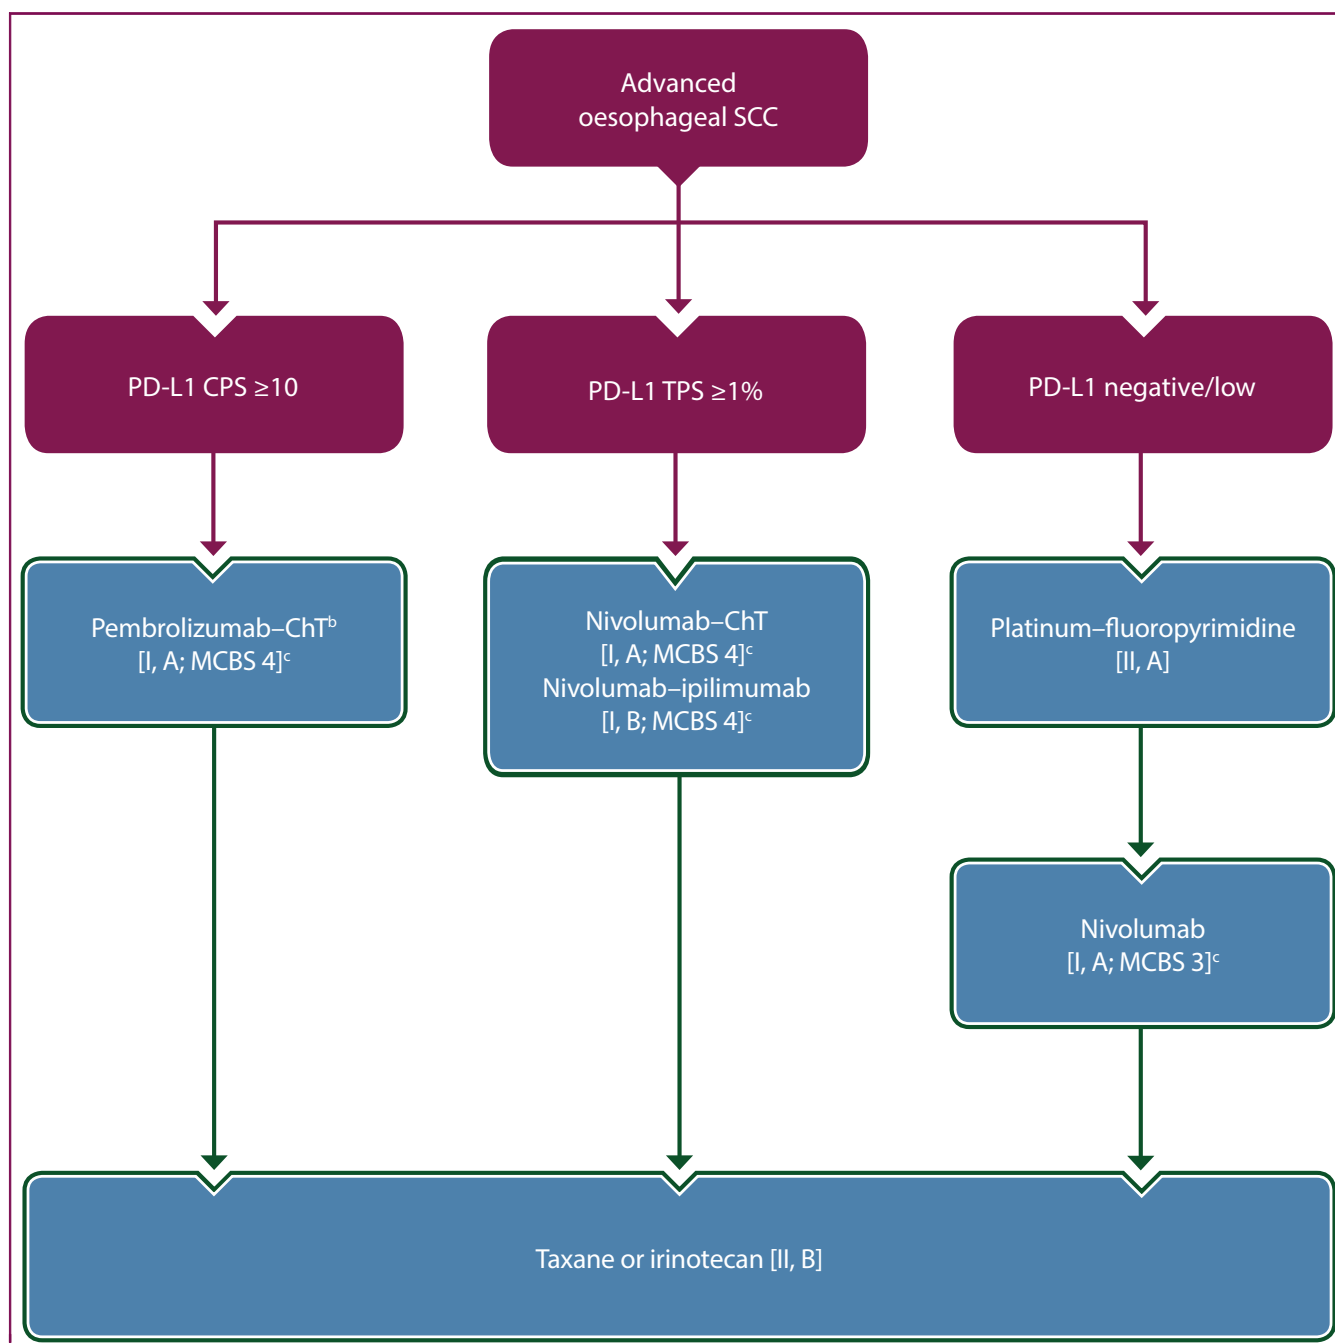 Advanced
oesophageal SCC
PD-L1 CPS ≥10
PD-L1 TPS ≥1%
PD-L1 negative/low
Pembrolizumab–ChTᵇ
[I, A; MCBS 4]ᶜ
Nivolumab–ChT
[I, A; MCBS 4]ᶜ
Nivolumab–ipilimumab
[I, B; MCBS 4]ᶜ
Platinum–fluoropyrimidine
[II, A]
Nivolumab
[I, A; MCBS 3]ᶜ
Taxane or irinotecan [II, B]